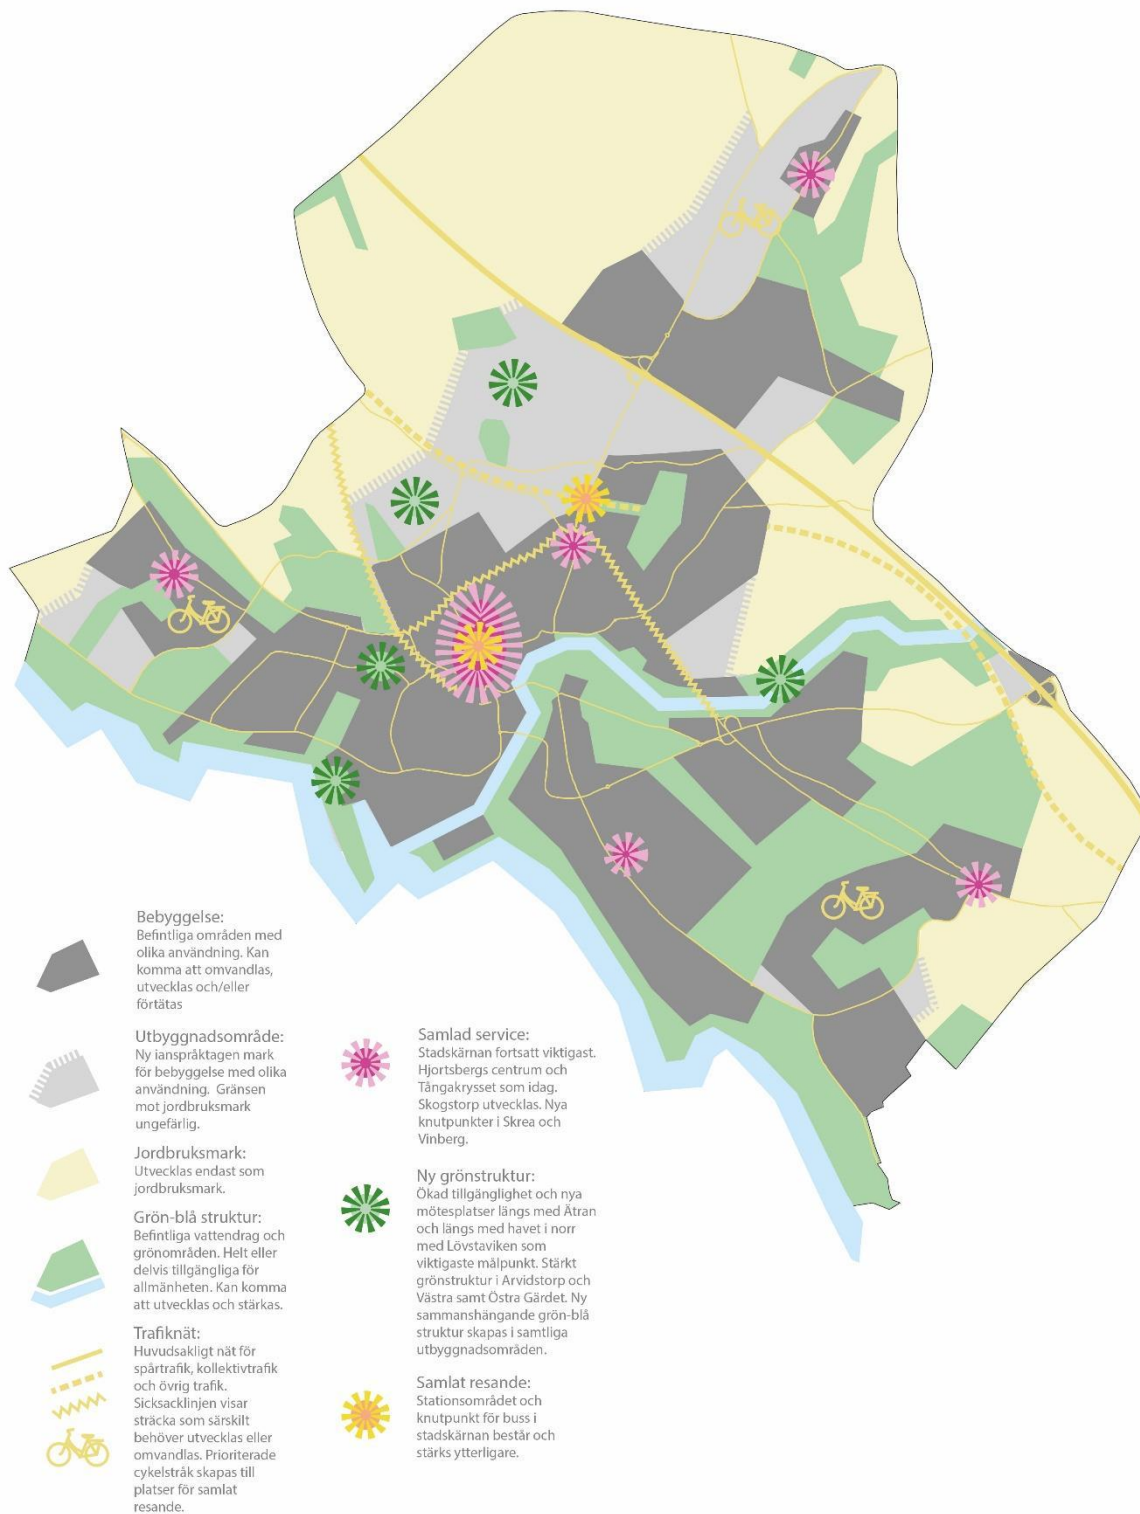 Bebyggelse:
Befintliga områden med
olika användning. Kan
komma att omvandlas,
utvecklas och/eller
förtätas
Utbyggnadsområde:
Ny ianspråktagen mark
för bebyggelse med olika
användning. Gränsen
mot jordbruksmark
ungefärlig.
Jordbruksmark:
Utvecklas endast som
jordbruksmark.
Grön-blå struktur:
Befintliga vattendrag och
grönområden. Helt eller
delvis tillgängliga för
allmänheten. Kan komma
att utvecklas och stärkas.
Trafiknät:
Huvudsakligt nät för
spårtrafik, kollektivtrafik
och övrig trafik.
Sicksacklinjen visar
sträcka som särskilt
behöver utvecklas eller
omvandlas. Prioriterade
cykelstråk skapas till
platser för samlat
resande.
Samlad service:
Stadskärnan fortsatt viktigast.
Hjortsbergs centrum och
Tångakrysset som idag.
Skogstorp utvecklas. Nya
knutpunkter i Skrea och
Vinberg.
Ny grönstruktur:
Ökad tillgänglighet och nya
mötesplatser längs med Ätran
och längs med havet i norr
med Lövstaviken som
viktigaste målpunkt. Stärkt
grönstruktur i Arvidstorp och
Västra samt Östra Gärdet. Ny
sammanshängande grön-blå
struktur skapas i samtliga
utbyggnadsområden.
Samlat resande:
Stationsområdet och
knutpunkt för buss i
stadskärnan består och
stärks ytterligare.